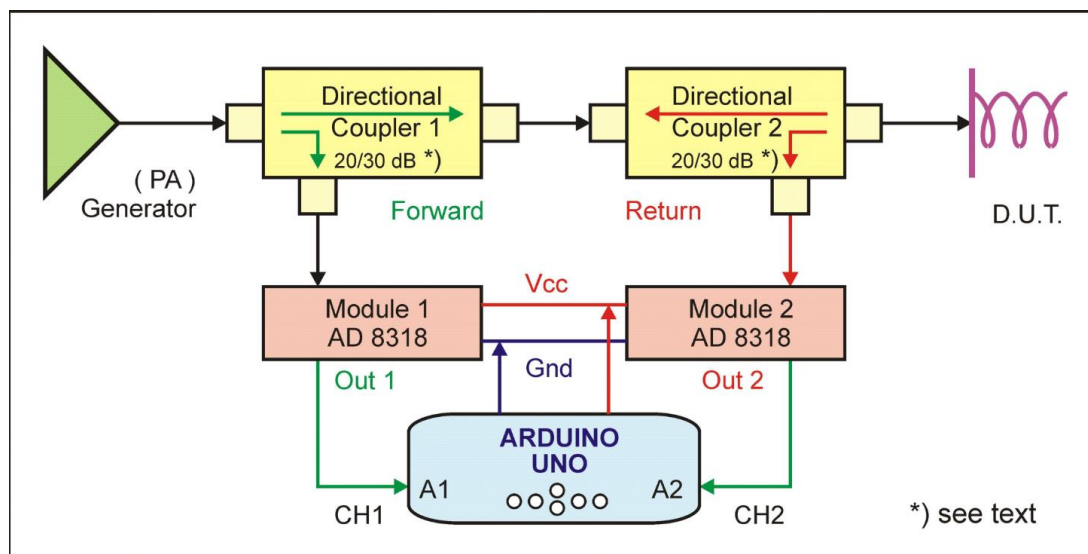 Directional
Coupler 1
20/30 dB *)
Directional
Coupler 2
20/30 dB *)
( PA )
Generator
Forward
Return
D.U.T.
Module 1
AD 8318
Vcc
Module 2
AD 8318
Out 1
Gnd
Out 2
ARDUINO
UNO
A1
A2
CH1
CH2
*) see text